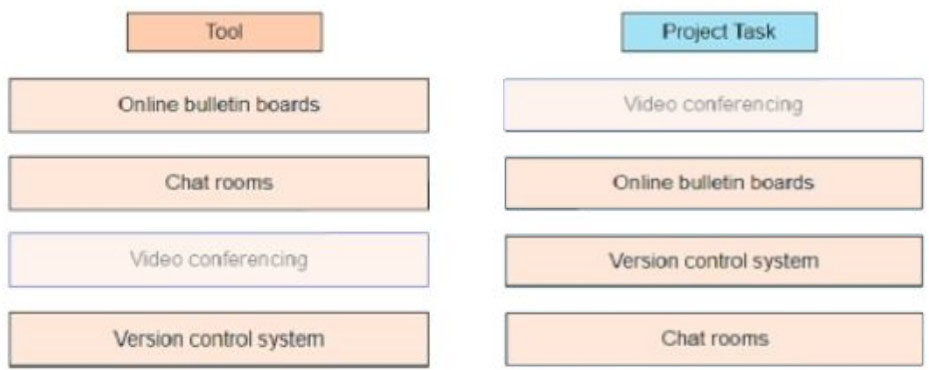 Tool
Project Task
Online bulletin boards
Video conferencing
Chat rooms
Online bulletin boards
Video conferencing
Version control system
Version control system
Chat rooms